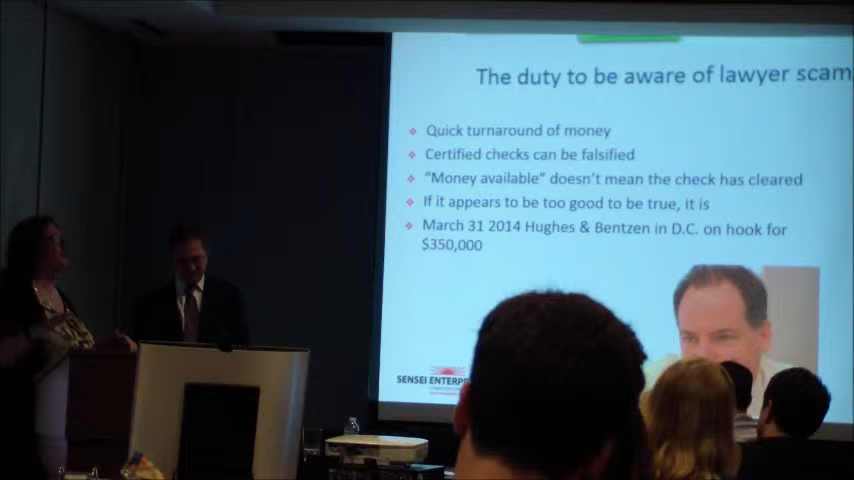 The duty to be aware of lawyer scam
Quick turnaround of money
Certified checks can be falsified
"Money available" doesn't mean the check has cleared
If it appears to be too good to be true, it is
March 31 2014 Hughes & Bentzen in D.C. on hook for
$350,000
SENSEI